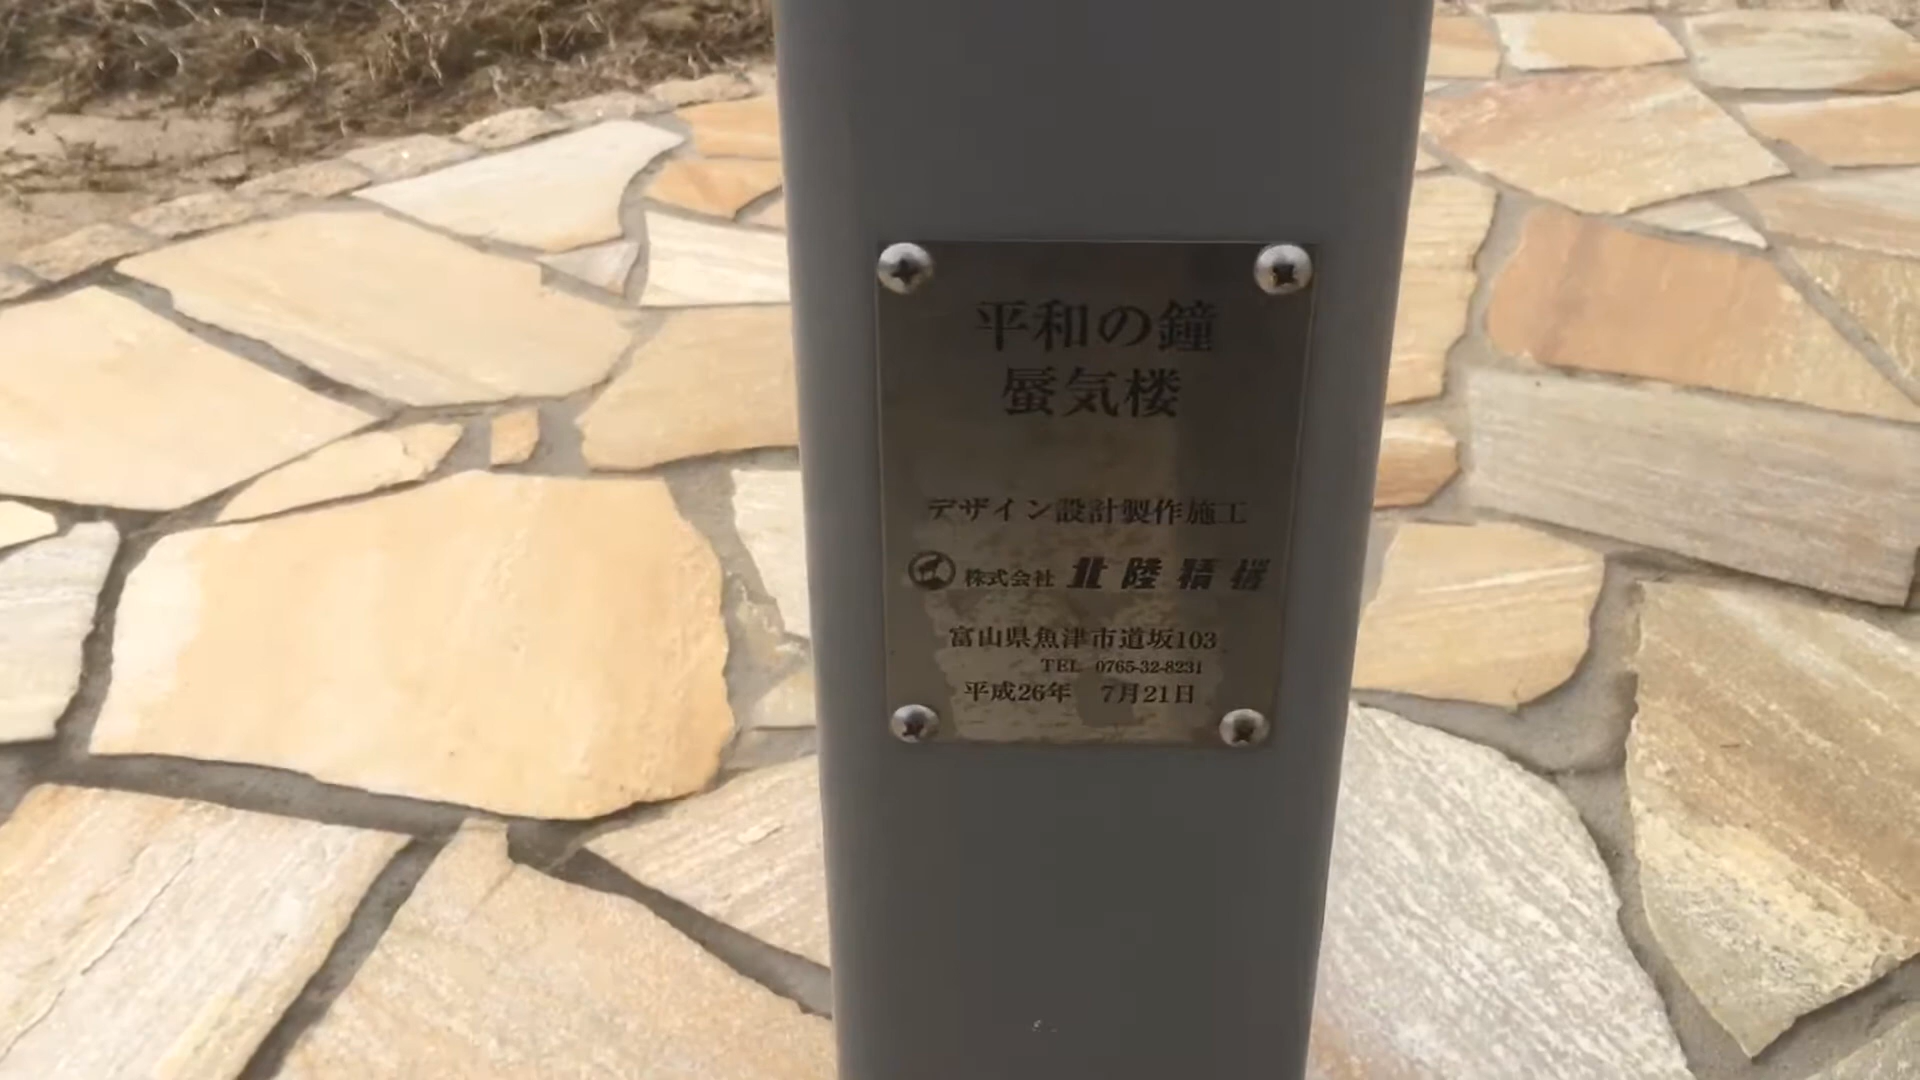 平和の鐘
蜃気楼
デザイン設計製作施工
株式会社 北陸精機
富山県魚津市道坂103
TEL 0765-32-8231
平成26年 7月21日